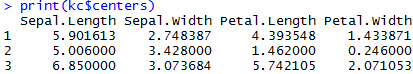 > print(kc$centers)
  Sepal.Length Sepal.Width Petal.Length Petal.Width
1     5.901613    2.748387     4.393548    1.433871
2     5.006000    3.428000     1.462000    0.246000
3     6.850000    3.073684     5.742105    2.071053